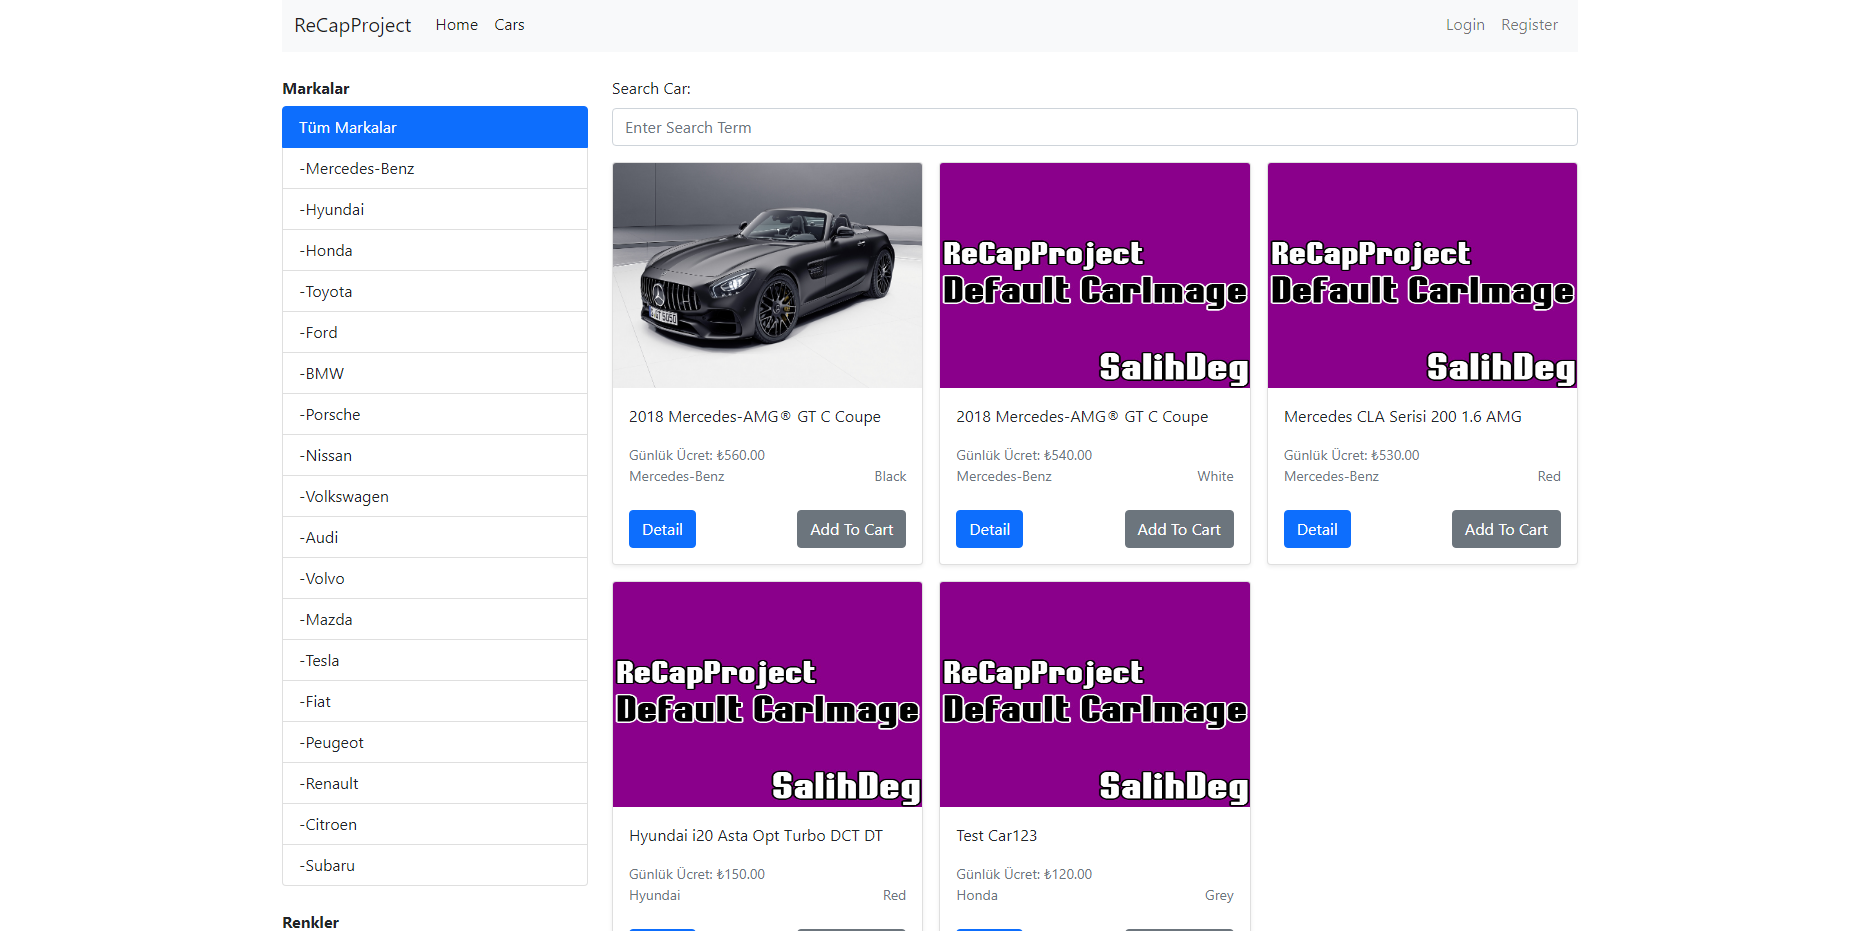 ReCapProject Home Cars Login Register
Markalar
Tüm Markalar
-Mercedes-Benz
-Hyundai
-Honda
-Toyota
-Ford
-BMW
-Porsche
-Nissan
-Volkswagen
-Audi
-Volvo
-Mazda
-Tesla
-Fiat
-Peugeot
-Renault
-Citroen
-Subaru
Renkler
Search Car:
Enter Search Term
2018 Mercedes-AMG® GT C Coupe
Günlük Ücret: ₺560.00
Mercedes-Benz Black
Detail Add To Cart
ReCapProject
Default CarImage
SalihDeg
2018 Mercedes-AMG® GT C Coupe
Günlük Ücret: ₺540.00
Mercedes-Benz White
Detail Add To Cart
ReCapProject
Default CarImage
SalihDeg
Mercedes CLA Serisi 200 1.6 AMG
Günlük Ücret: ₺530.00
Mercedes-Benz Red
Detail Add To Cart
ReCapProject
Default CarImage
SalihDeg
Hyundai i20 Asta Opt Turbo DCT DT
Günlük Ücret: ₺150.00
Hyundai Red
ReCapProject
Default CarImage
SalihDeg
Test Car123
Günlük Ücret: ₺120.00
Honda Grey